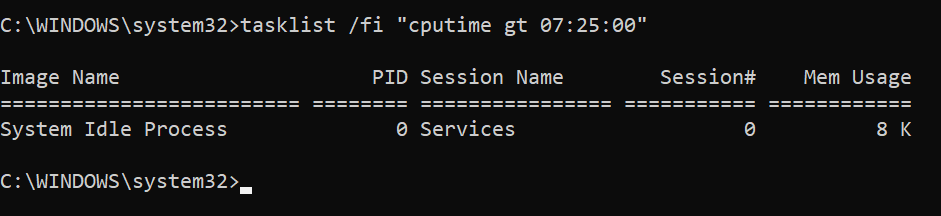 C:\WINDOWS\system32>tasklist /fi "cputime gt 07:25:00"
Image Name                     PID Session Name        Session#    Mem Usage
========================= ======== ================ =========== ============
System Idle Process              0 Services                   0          8 K
C:\WINDOWS\system32>